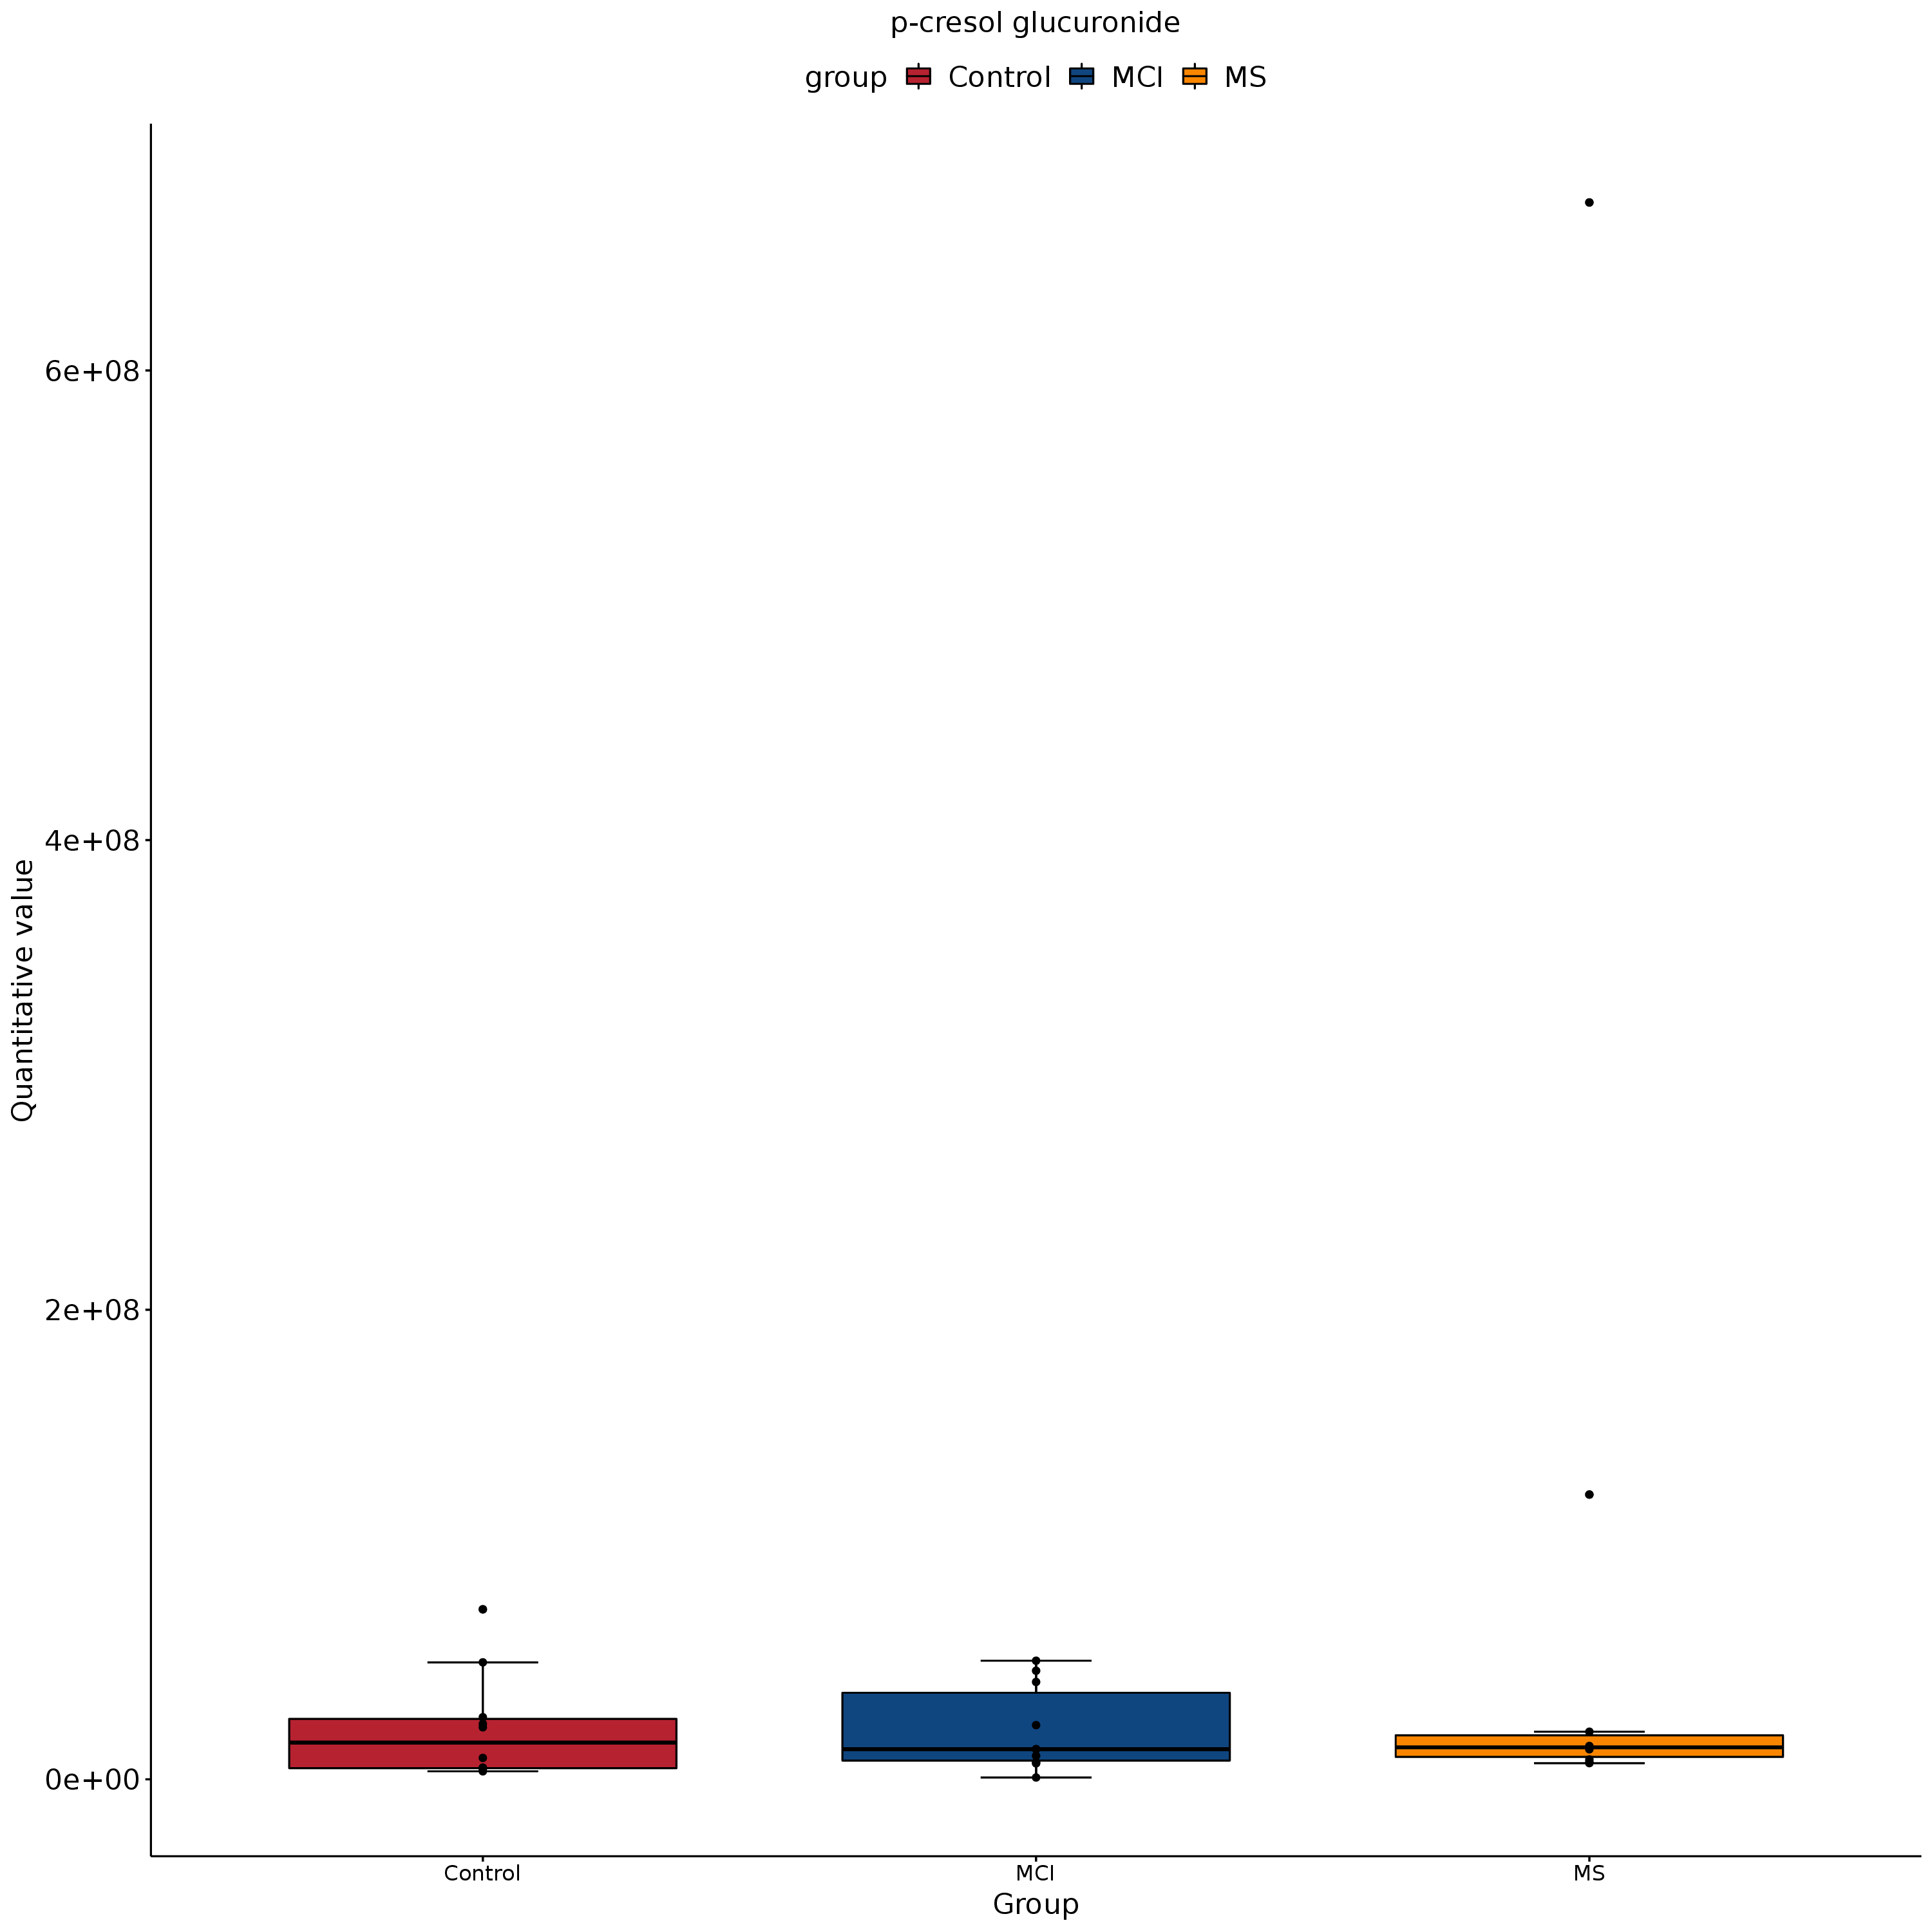 p-cresol glucuronide
group Control MCI MS
6e+08
4e+08
2e+08
0e+00
Quantitative value
Control MCI MS
Group